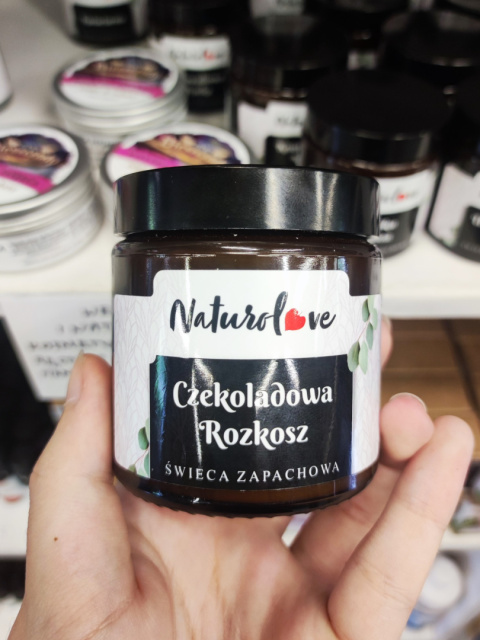 Naturolove
Czekoladowa
Rozkosz
ŚWIECA ZAPACHOWA